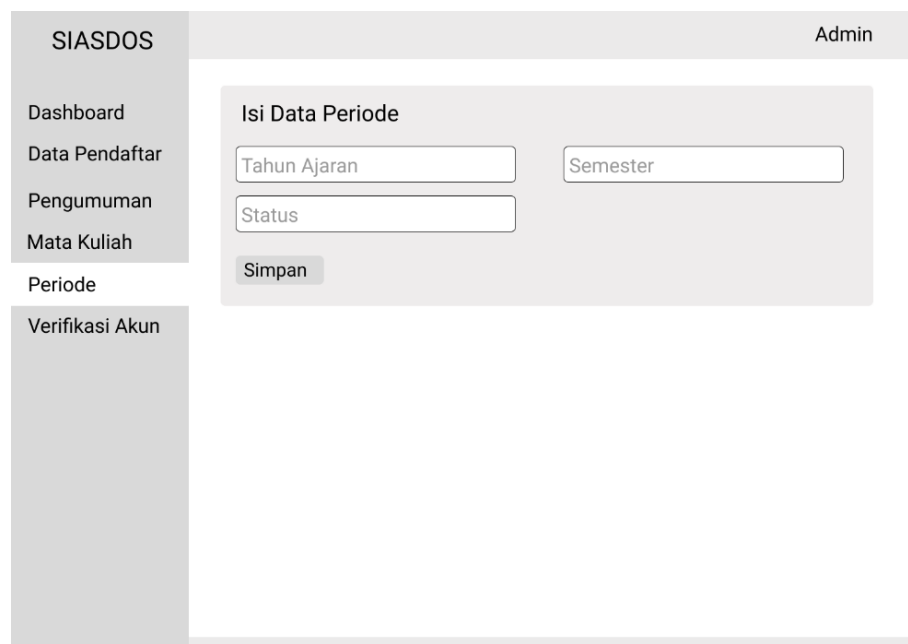 SIASDOS
Admin
Dashboard
Data Pendaftar
Pengumuman
Mata Kuliah
Periode
Verifikasi Akun
Isi Data Periode
Tahun Ajaran
Semester
Status
Simpan